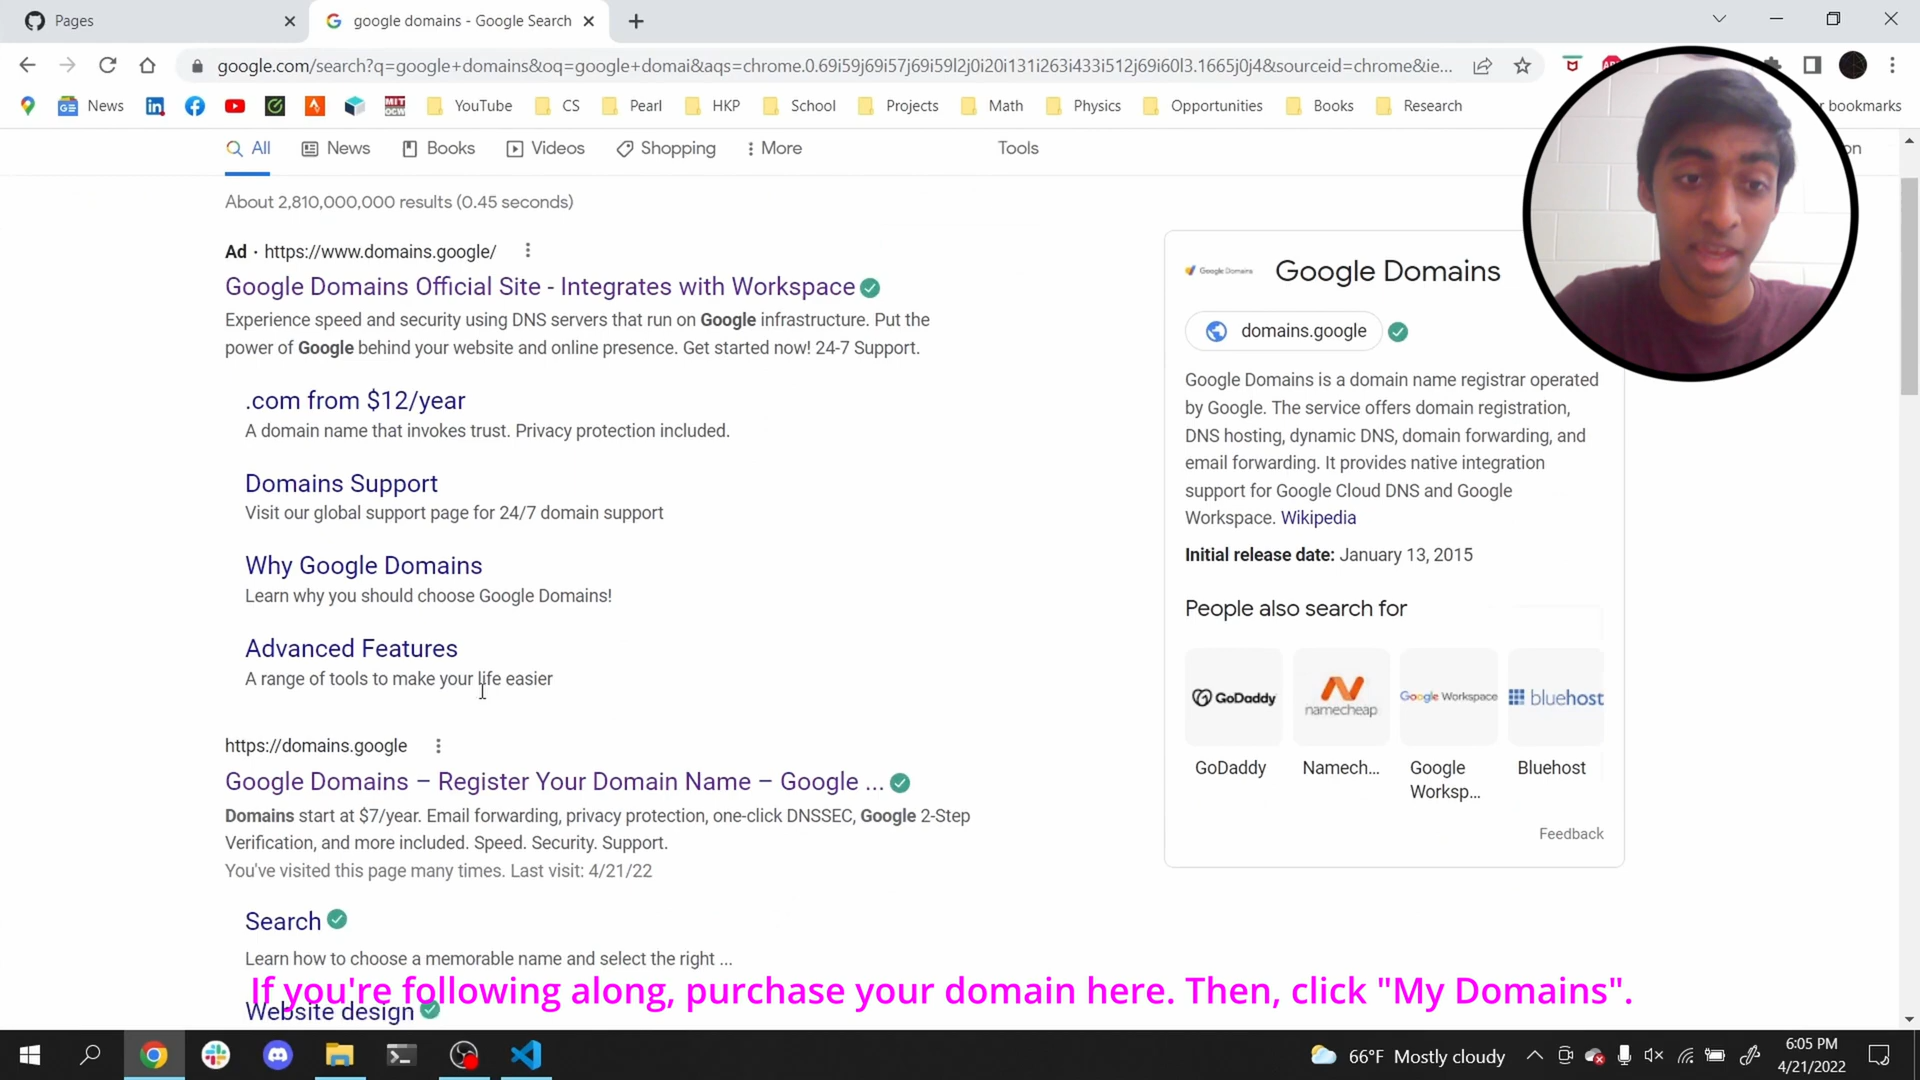 Pages
google domains - Google Search
google.com/search?q=google+domains&oq=google+domai&aqs=chrome.0.69i59j69i57j69i59l2j0i20i131i263i433i512j69i60l3.1665j0j4&sourceid=chrome&ie...
News
YouTube
CS
Pearl
HKP
School
Projects
Math
Physics
Opportunities
Books
Research
bookmarks
All
News
Books
Videos
Shopping
More
Tools
About 2,810,000,000 results (0.45 seconds)
Ad · https://www.domains.google/
Google Domains Official Site - Integrates with Workspace
Experience speed and security using DNS servers that run on Google infrastructure. Put the
power of Google behind your website and online presence. Get started now! 24-7 Support.
.com from $12/year
A domain name that invokes trust. Privacy protection included.
Domains Support
Visit our global support page for 24/7 domain support
Why Google Domains
Learn why you should choose Google Domains!
Advanced Features
A range of tools to make your life easier
https://domains.google
Google Domains – Register Your Domain Name – Google ...
Domains start at $7/year. Email forwarding, privacy protection, one-click DNSSEC, Google 2-Step
Verification, and more included. Speed. Security. Support.
You've visited this page many times. Last visit: 4/21/22
Search
Learn how to choose a memorable name and select the right ...
Website design
Google Domains
Google Domains
domains.google
Google Domains is a domain name registrar operated
by Google. The service offers domain registration,
DNS hosting, dynamic DNS, domain forwarding, and
email forwarding. It provides native integration
support for Google Cloud DNS and Google
Workspace. Wikipedia
Initial release date: January 13, 2015
People also search for
GoDaddy
namecheap
Google Workspace
bluehost
GoDaddy
Namech...
Google
Worksp...
Bluehost
Feedback
If you're following along, purchase your domain here. Then, click "My Domains".
66°F Mostly cloudy
6:05 PM
4/21/2022